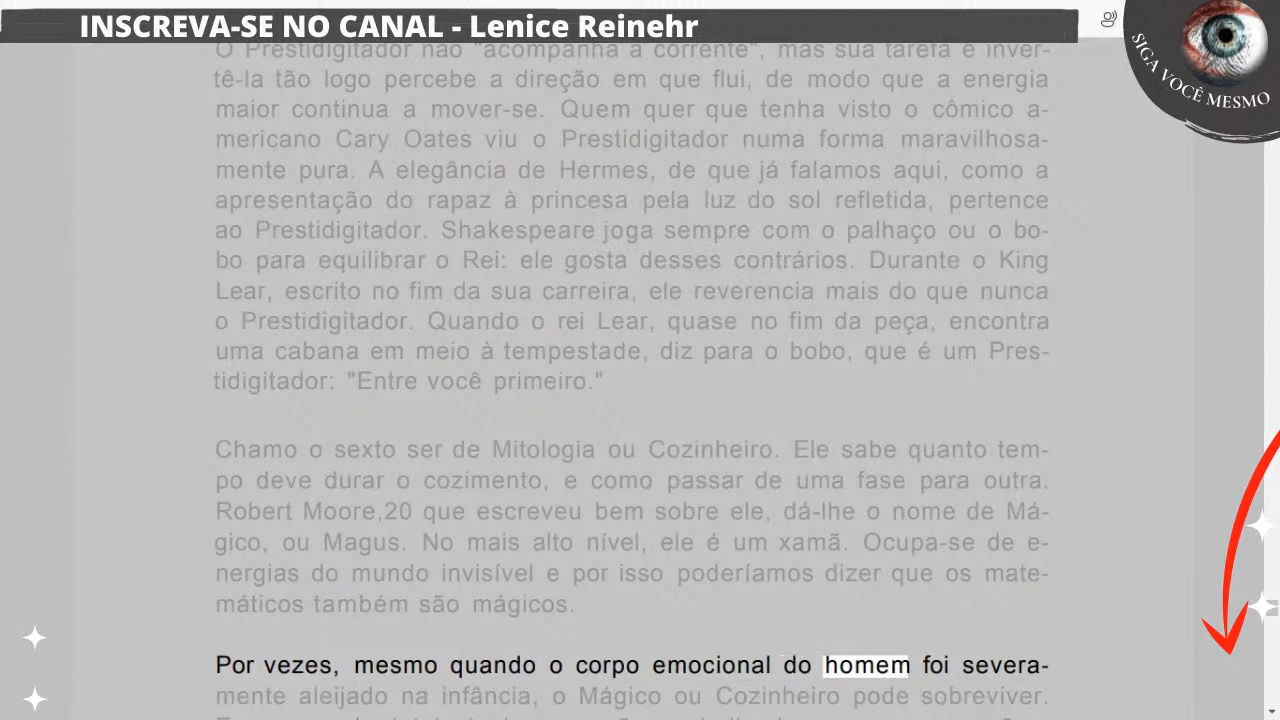 INSCREVA-SE NO CANAL - Lenice Reinehr
SIGA VOCÊ MESMO
O Prestidigitador não "acompanha a corrente", mas sua tarefa é inver-
tê-la tão logo percebe a direção em que flui, de modo que a energia
maior continua a mover-se. Quem quer que tenha visto o cômico a-
mericano Cary Oates viu o Prestidigitador numa forma maravilhosa-
mente pura. A elegância de Hermes, de que já falamos aqui, como a
apresentação do rapaz à princesa pela luz do sol refletida, pertence
ao Prestidigitador. Shakespeare joga sempre com o palhaço ou o bo-
bo para equilibrar o Rei: ele gosta desses contrários. Durante o King
Lear, escrito no fim da sua carreira, ele reverencia mais do que nunca
o Prestidigitador. Quando o rei Lear, quase no fim da peça, encontra
uma cabana em meio à tempestade, diz para o bobo, que é um Pres-
tidigitador: "Entre você primeiro."
Chamo o sexto ser de Mitologia ou Cozinheiro. Ele sabe quanto tem-
po deve durar o cozimento, e como passar de uma fase para outra.
Robert Moore,20 que escreveu bem sobre ele, dá-lhe o nome de Má-
gico, ou Magus. No mais alto nível, ele é um xamã. Ocupa-se de e-
nergias do mundo invisível e por isso poderíamos dizer que os mate-
máticos também são mágicos.
Por vezes, mesmo quando o corpo emocional do homem foi severa-
mente aleijado na infância, o Mágico ou Cozinheiro pode sobreviver.